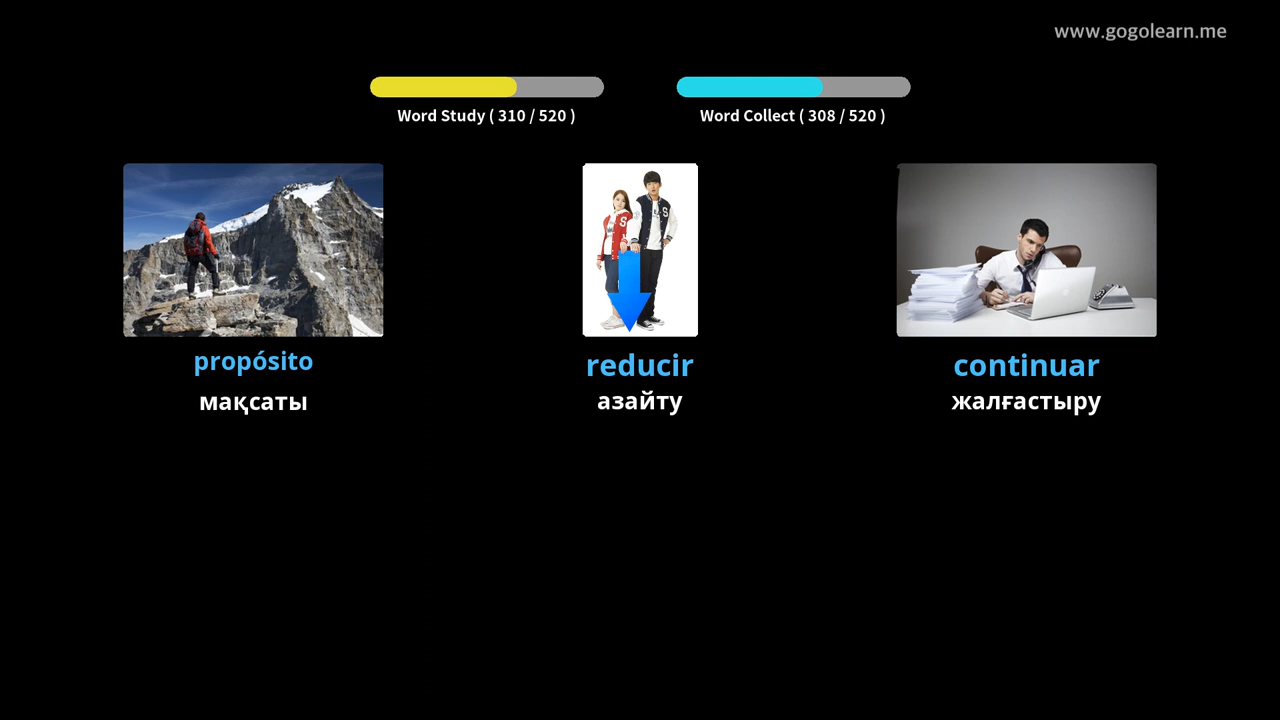 www.gogolearn.me
Word Study ( 310 / 520 )
Word Collect ( 308 / 520 )
S
S
propósito
reducir
continuar
мақсаты
азайту
жалғастыру